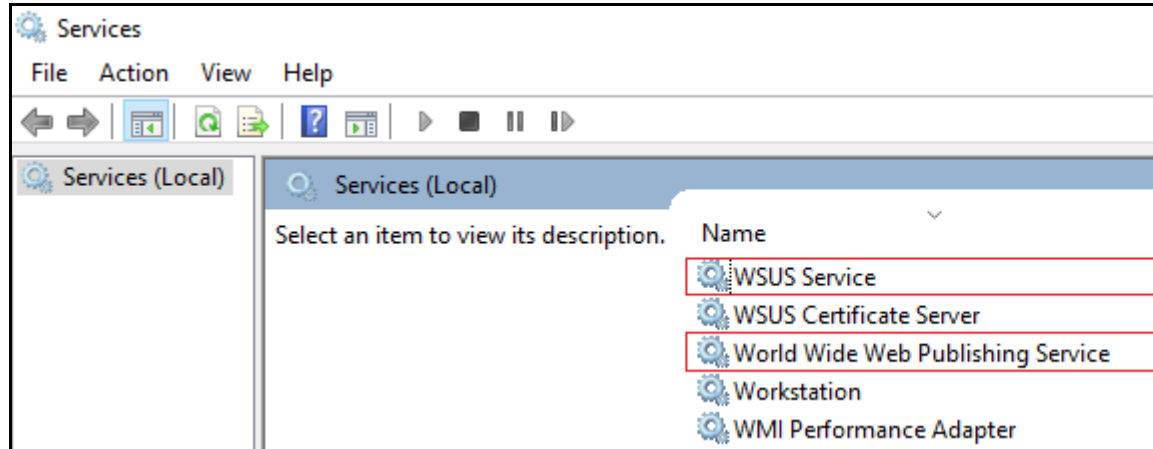 Services
File Action View Help
Services (Local)
Services (Local)
Select an item to view its description.
Name
WSUS Service
WSUS Certificate Server
World Wide Web Publishing Service
Workstation
WMI Performance Adapter